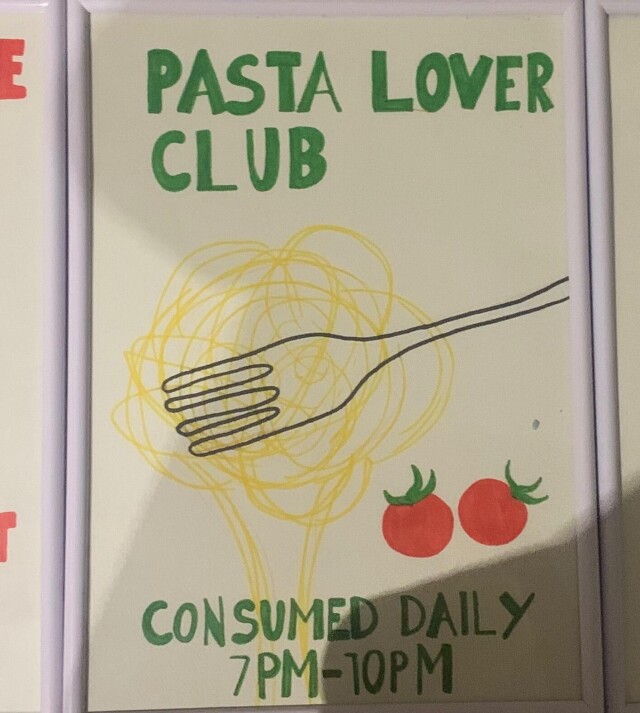 PASTA LOVER
CLUB
CONSUMED DAILY
7PM-10PM